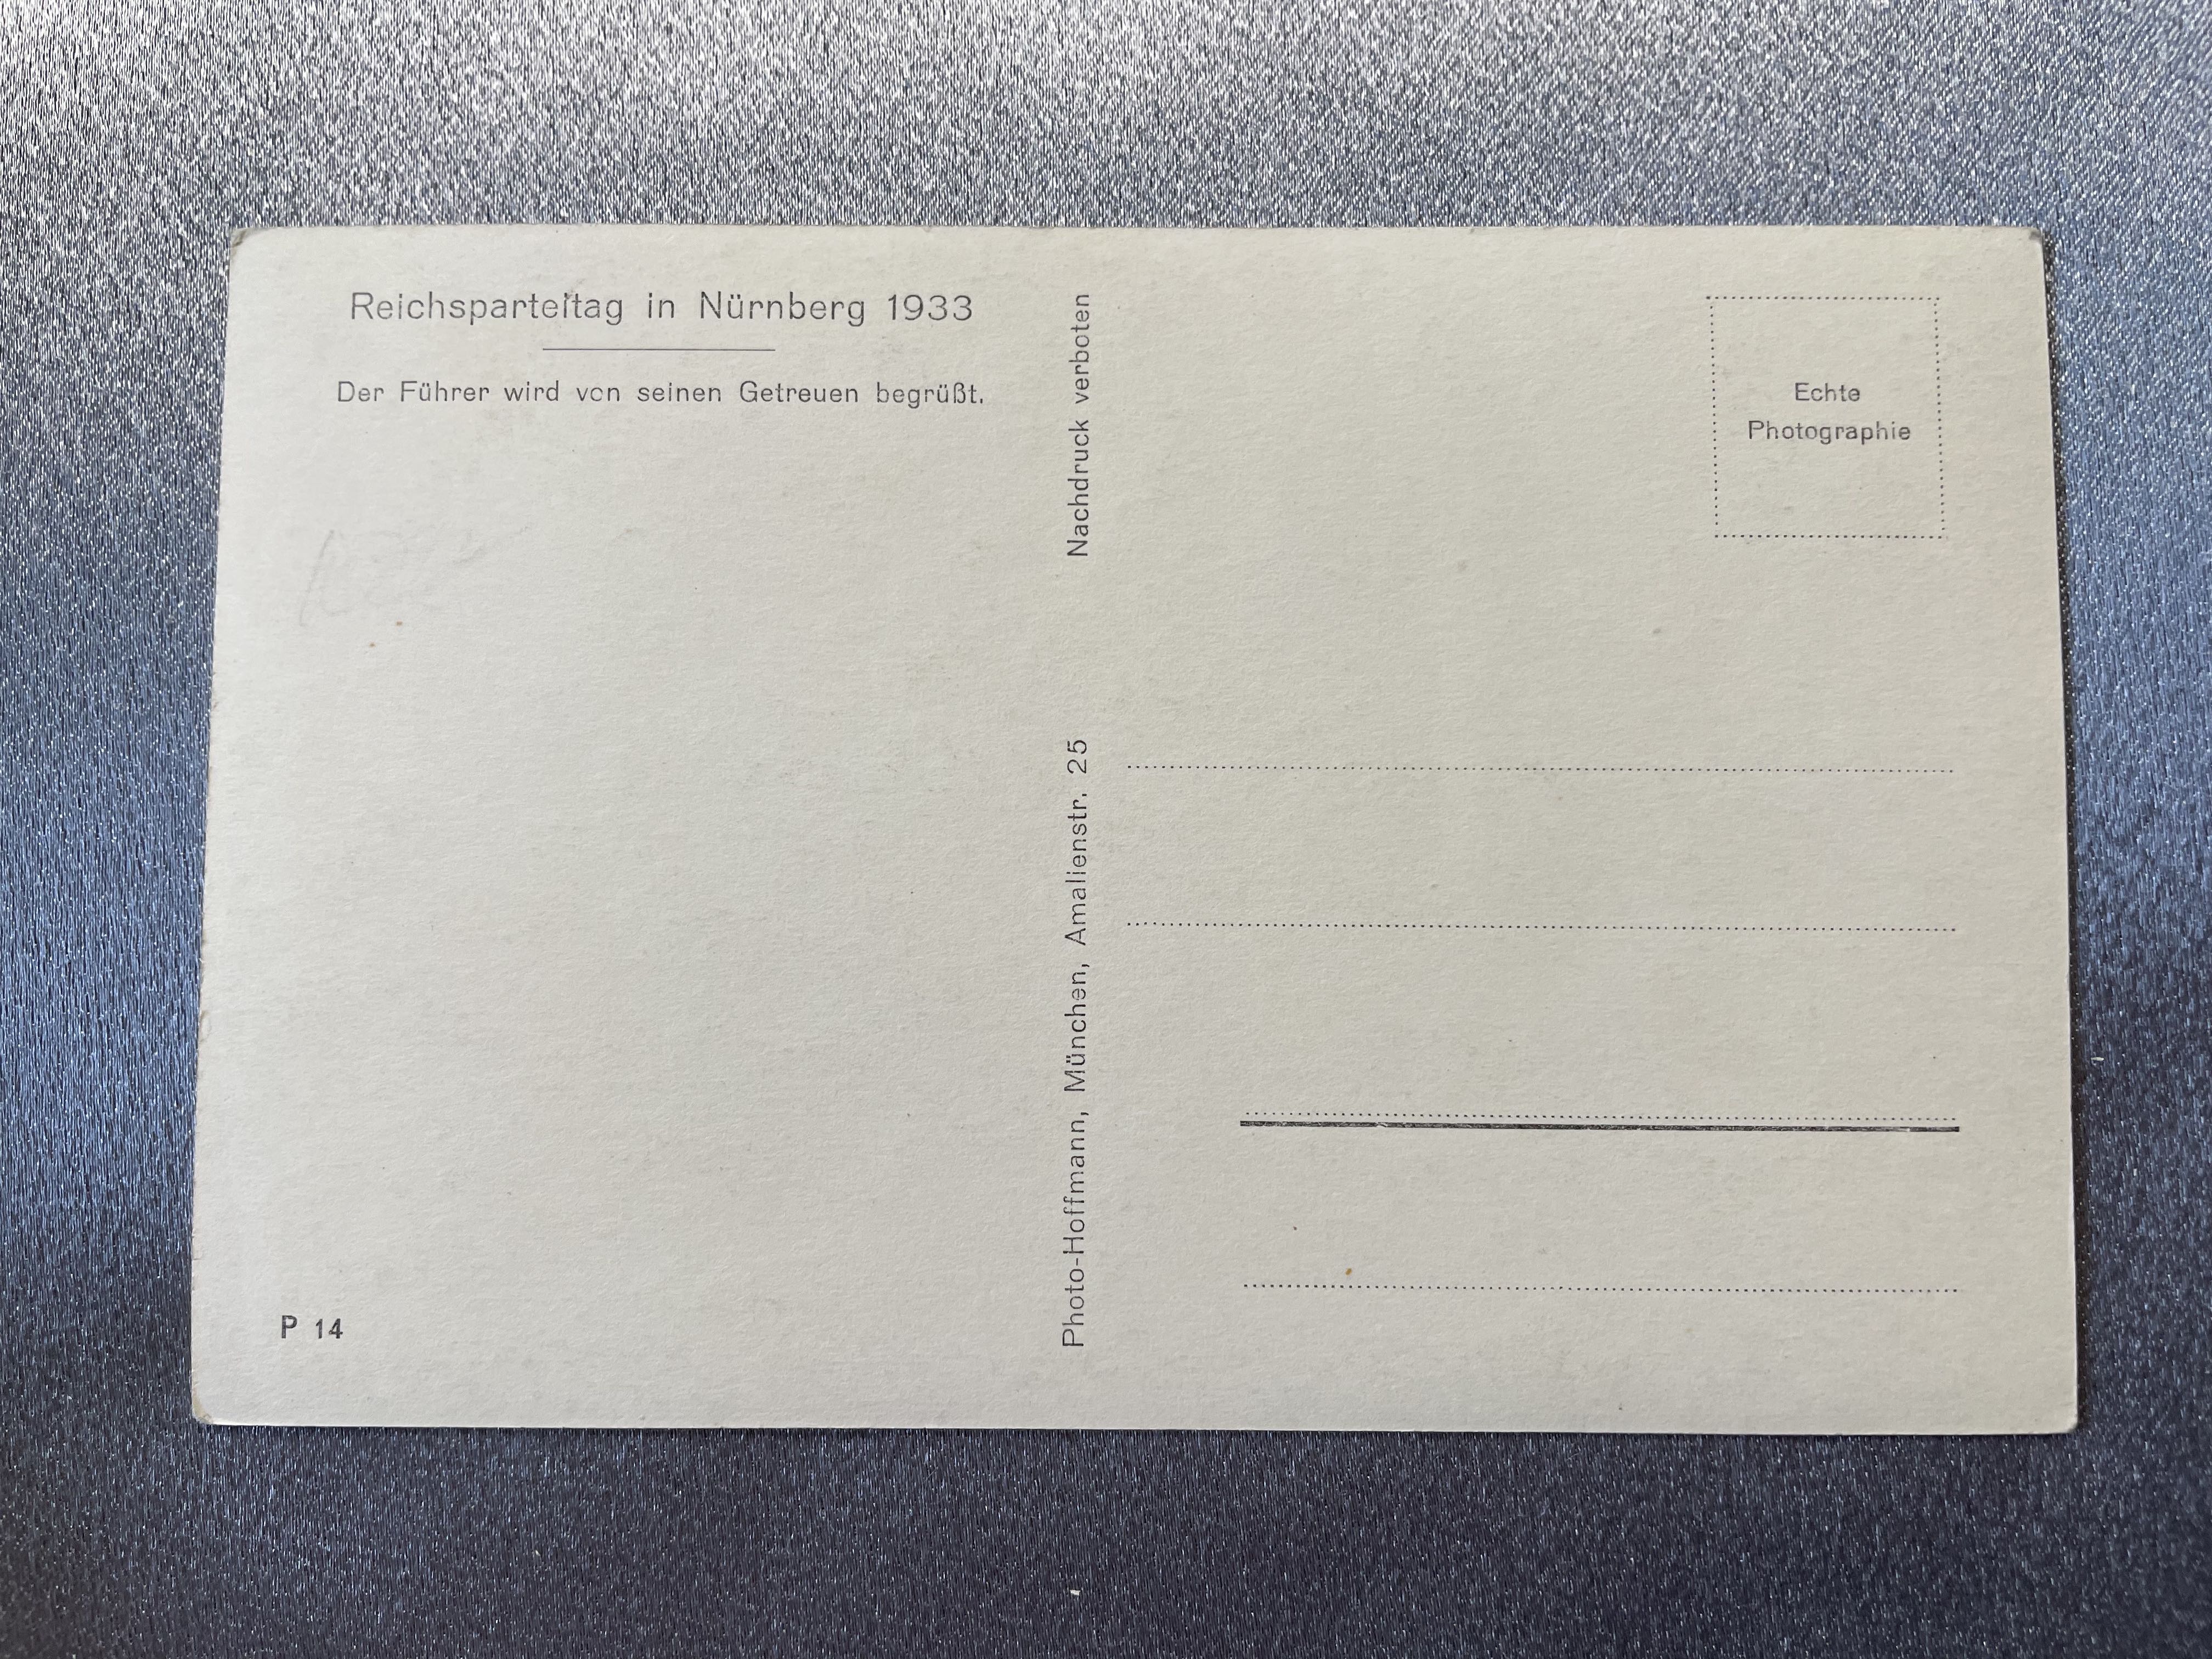 Reichsparteitag in Nürnberg 1933
Der Führer wird von seinen Getreuen begrüßt.
P 14
Photo-Hoffmann, München, Amalienstr. 25
Nachdruck verboten
Echte
Photographie